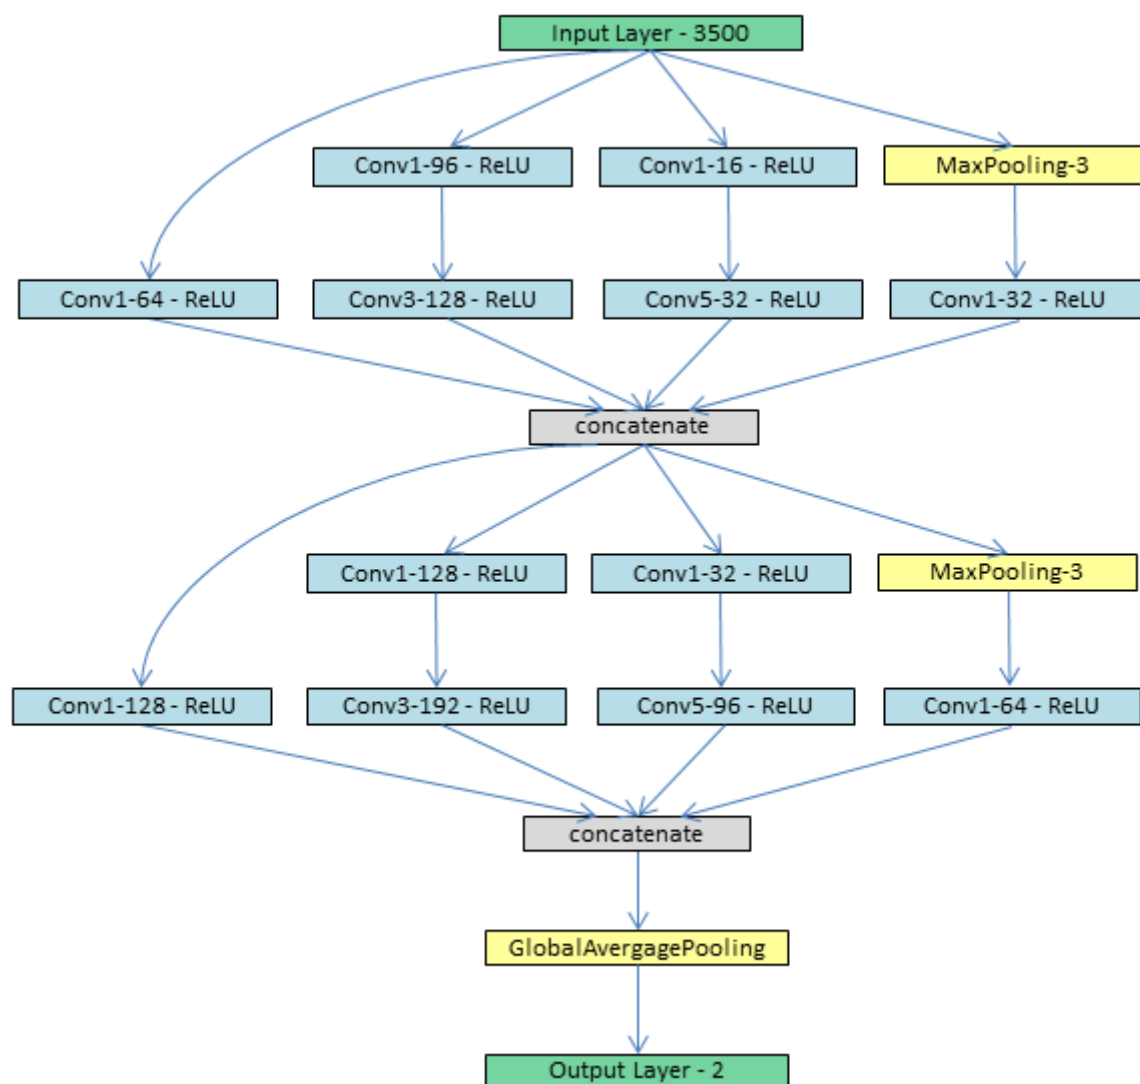 Input Layer - 3500
Conv1-96 - ReLU
Conv1-16 - ReLU
MaxPooling-3
Conv1-64 - ReLU
Conv3-128 - ReLU
Conv5-32 - ReLU
Conv1-32 - ReLU
concatenate
Conv1-128 - ReLU
Conv1-32 - ReLU
MaxPooling-3
Conv1-128 - ReLU
Conv3-192 - ReLU
Conv5-96 - ReLU
Conv1-64 - ReLU
concatenate
GlobalAvergagePooling
Output Layer - 2